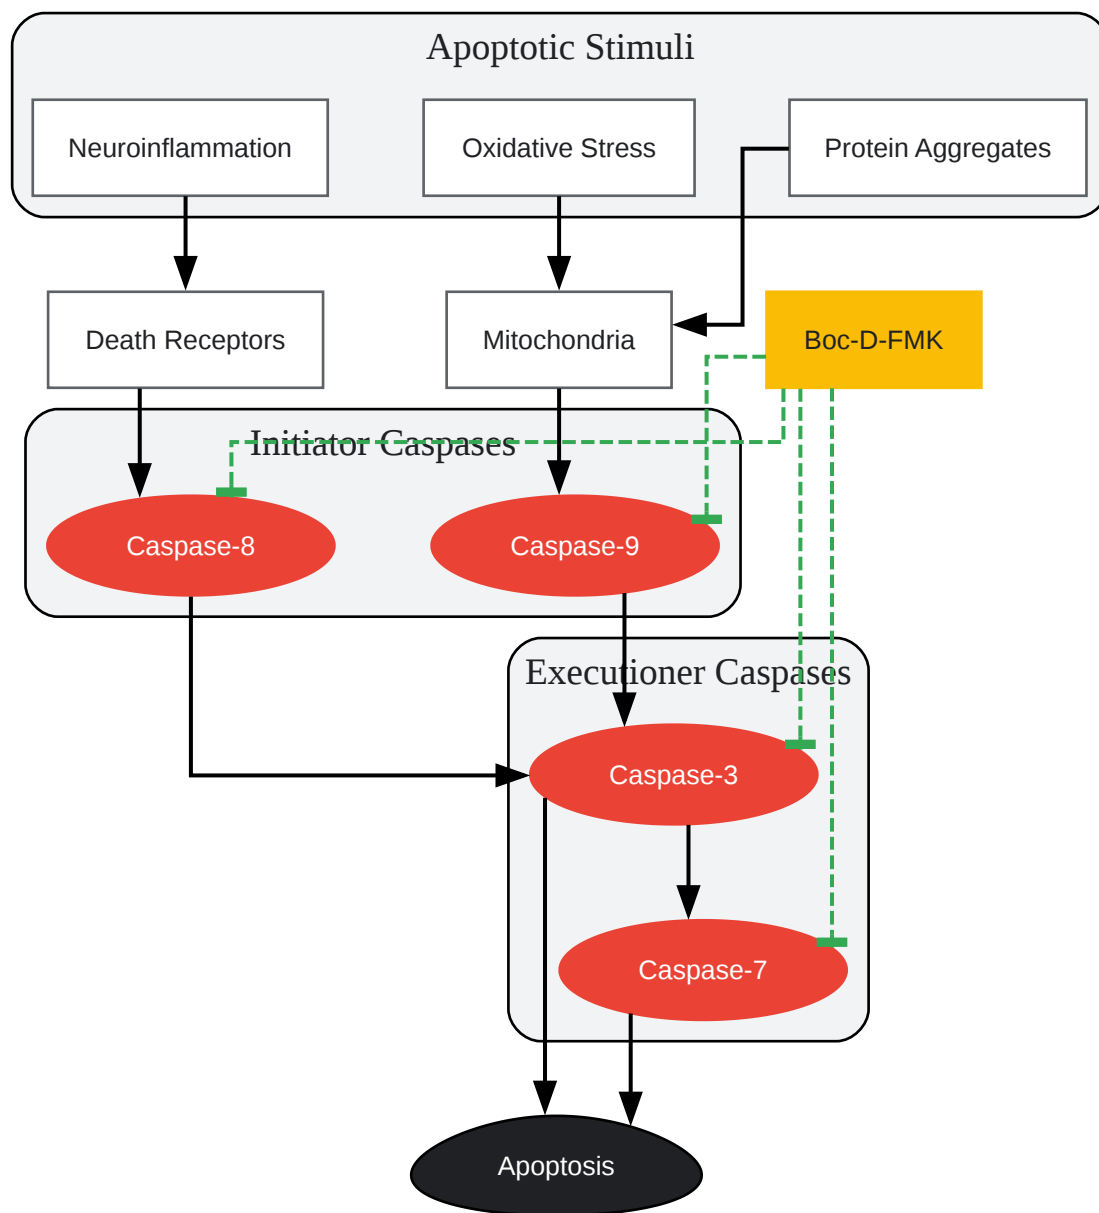 Apoptotic Stimuli
Neuroinflammation
Oxidative Stress
Protein Aggregates
Death Receptors
Mitochondria
Boc-D-FMK
Initiator Caspases
Caspase-8
Caspase-9
Executioner Caspases
Caspase-3
Caspase-7
Apoptosis